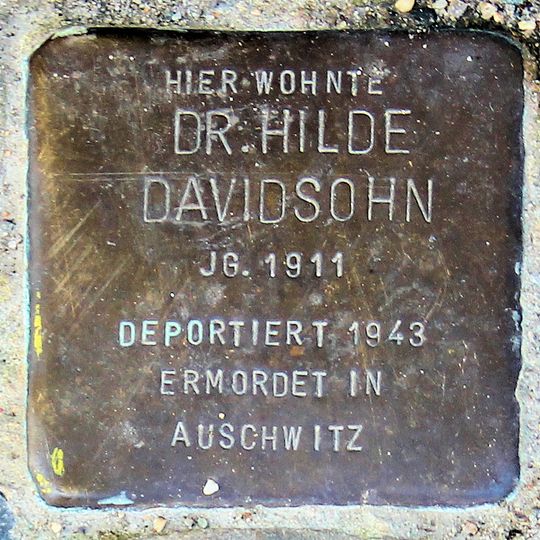 HIER WOHNTE
DR. HILDE
DAVIDSOHN
JG. 1911
DEPORTIERT 1943
ERMORDET IN
AUSCHWITZ